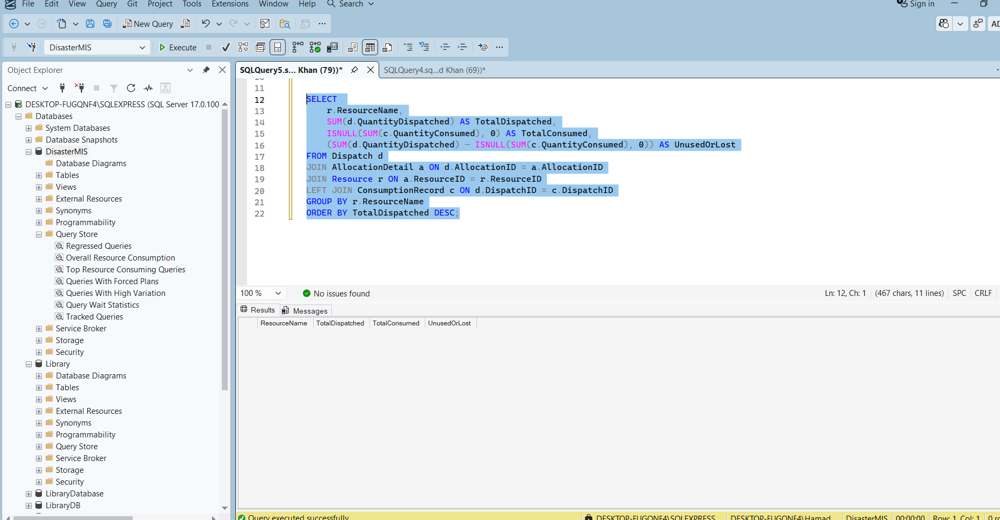 File Edit View Query Git Project Tools Extensions Window Help Search Sign in
New Query
DisasterMIS Execute
Object Explorer
Connect
DESKTOP-FUGQNF4\SQLEXPRESS (SQL Server 17.0.100
Databases
System Databases
Database Snapshots
DisasterMIS
Database Diagrams
Tables
Views
External Resources
Synonyms
Programmability
Query Store
Regressed Queries
Overall Resource Consumption
Top Resource Consuming Queries
Queries With Forced Plans
Queries With High Variation
Query Wait Statistics
Tracked Queries
Service Broker
Storage
Security
Library
Database Diagrams
Tables
Views
External Resources
Synonyms
Programmability
Query Store
Service Broker
Storage
Security
LibraryDatabase
LibraryDB
SQLQuery5.s... Khan (79))* SQLQuery4.sq...d Khan (69))*
11
12 SELECT
13 r.ResourceName,
14 SUM(d.QuantityDispatched) AS TotalDispatched,
15 ISNULL(SUM(c.QuantityConsumed), 0) AS TotalConsumed,
16 (SUM(d.QuantityDispatched) - ISNULL(SUM(c.QuantityConsumed), 0)) AS UnusedOrLost
17 FROM Dispatch d
18 JOIN AllocationDetail a ON d.AllocationID = a.AllocationID
19 JOIN Resource r ON a.ResourceID = r.ResourceID
20 LEFT JOIN ConsumptionRecord c ON d.DispatchID = c.DispatchID
21 GROUP BY r.ResourceName
22 ORDER BY TotalDispatched DESC;
100 % No issues found Ln: 12, Ch: 1 (467 chars, 11 lines) SPC CRLF
Results Messages
ResourceName TotalDispatched TotalConsumed UnusedOrLost
Query executed successfully DESKTOP-FUGQNF4\SQLEXPRESS DESKTOP-FUGQNF4\Hamad DisasterMIS 00:00:00 Row: 1, Col: 1